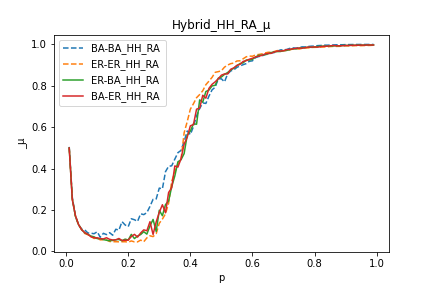 Hybrid_HH_RA_μ
BA-BA_HH_RA
ER-ER_HH_RA
ER-BA_HH_RA
BA-ER_HH_RA
_μ
1.0
0.8
0.6
0.4
0.2
0.0
0.0 0.2 0.4 0.6 0.8 1.0
p